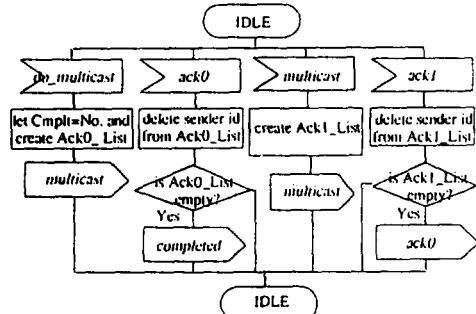 IDLE
do_multicast
ack0
multicast
ack1
let Cmplt=No, and
create Ack0_List
delete sender id
from Ack0_List
create Ack1_List
delete sender id
from Ack1_List
multicast
is Ack0_List
empty?
multicast
is Ack1_List
empty?
Yes
Yes
completed
ack0
IDLE